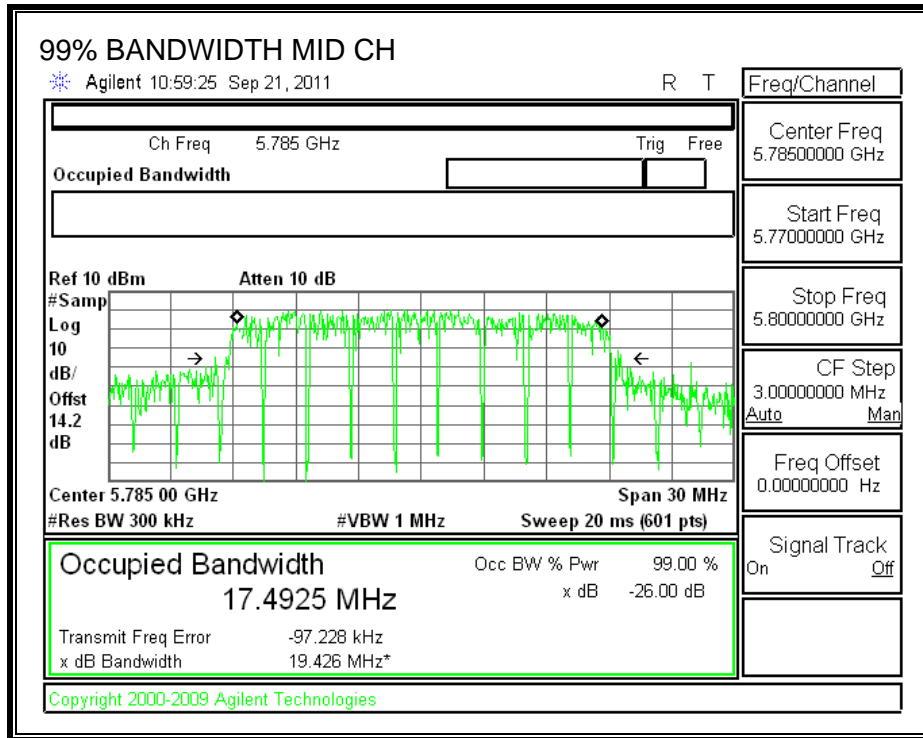 99% BANDWIDTH MID CH
Agilent 10:59:25 Sep 21, 2011 R T
Ch Freq 5.785 GHz Trig Free
Occupied Bandwidth
Ref 10 dBm Atten 10 dB
#Samp
Log
10
dB/
Offst
14.2
dB
Center 5.785 00 GHz Span 30 MHz
#Res BW 300 kHz #VBW 1 MHz Sweep 20 ms (601 pts)
Occupied Bandwidth
17.4925 MHz
Occ BW % Pwr 99.00 %
x dB -26.00 dB
Transmit Freq Error -97.228 kHz
x dB Bandwidth 19.426 MHz*
Copyright 2000-2009 Agilent Technologies
Freq/Channel
Center Freq
5.78500000 GHz
Start Freq
5.77000000 GHz
Stop Freq
5.80000000 GHz
CF Step
3.00000000 MHz
Auto Man
Freq Offset
0.00000000 Hz
Signal Track
On Off